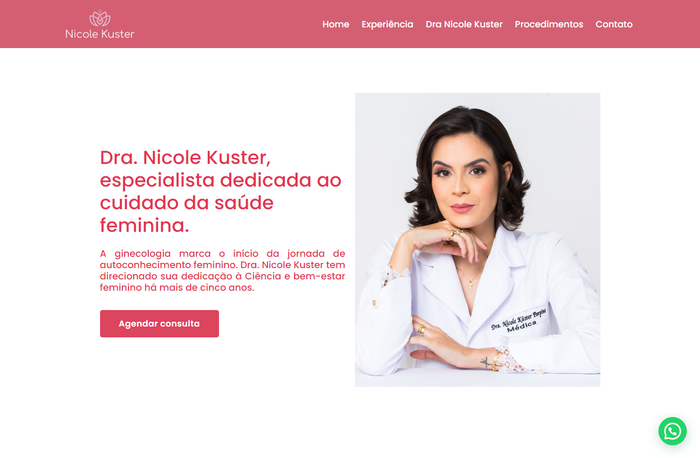 Nicole Kuster
Home Experiência Dra Nicole Kuster Procedimentos Contato
Dra. Nicole Kuster,
especialista dedicada ao
cuidado da saúde
feminina.
A ginecologia marca o início da jornada de
autoconhecimento feminino. Dra. Nicole Kuster tem
direcionado sua dedicação à Ciência e bem-estar
feminino há mais de cinco anos.
Agendar consulta
Dra. Nicole Küster
Médica